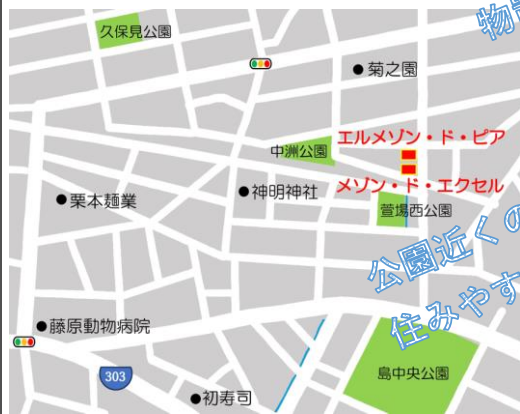 物置
久保見公園
菊之園
エルメゾン・ド・ピア
中洲公園
メゾン・ド・エクセル
神明神社
萱場西公園
栗本麺業
公園近くの
住みやす
藤原動物病院
島中央公園
303
初寿司